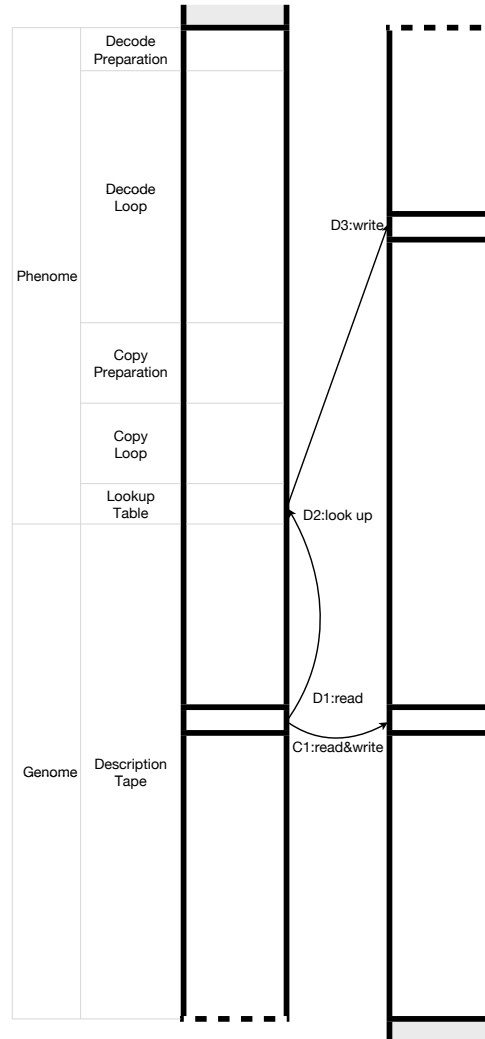 Decode
Preparation
Decode
Loop
D3:write
Phenome
Copy
Preparation
Copy
Loop
Lookup
Table
D2:look up
D1:read
C1:read&write
Genome
Description
Tape